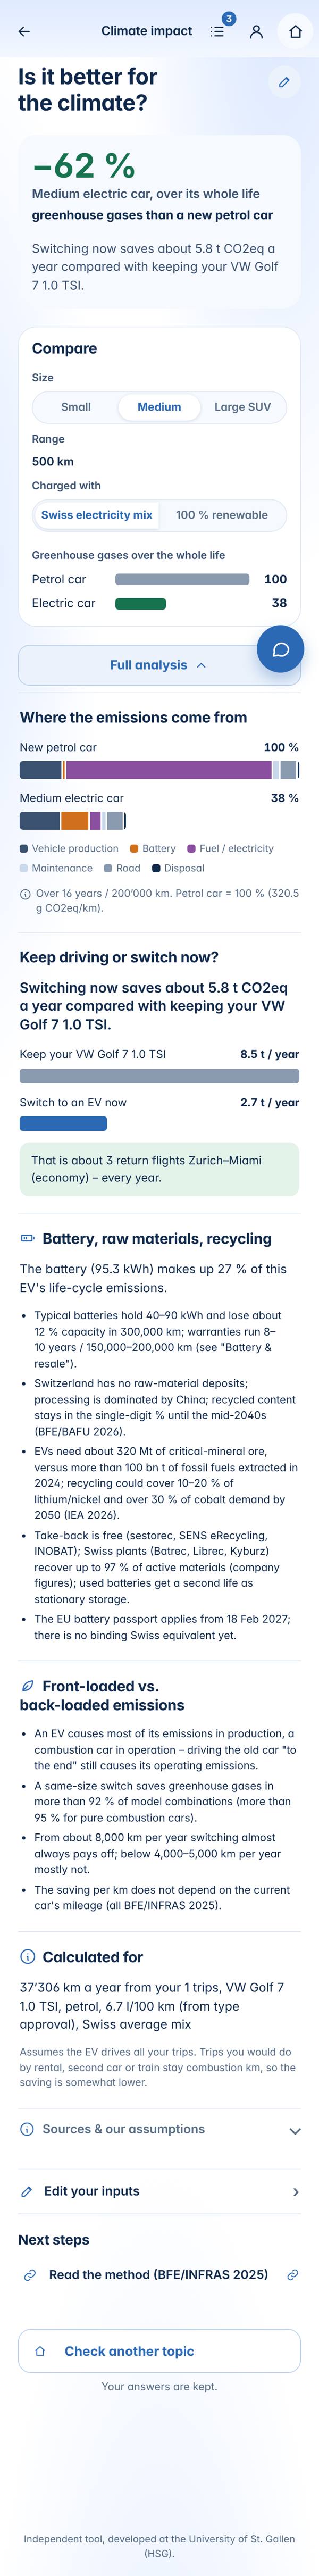 Climate impact
3
Is it better for
the climate?
–62 %
Medium electric car, over its whole life
greenhouse gases than a new petrol car
Switching now saves about 5.8 t CO2eq a
year compared with keeping your VW Golf
7 1.0 TSI.
Compare
Size
Small Medium Large SUV
Range
500 km
Charged with
Swiss electricity mix 100 % renewable
Greenhouse gases over the whole life
Petrol car 100
Electric car 38
Full analysis
Where the emissions come from
New petrol car 100 %
Medium electric car 38 %
Vehicle production Battery Fuel / electricity
Maintenance Road Disposal
Over 16 years / 200’000 km. Petrol car = 100 % (320.5
g CO2eq/km).
Keep driving or switch now?
Switching now saves about 5.8 t CO2eq
a year compared with keeping your VW
Golf 7 1.0 TSI.
Keep your VW Golf 7 1.0 TSI 8.5 t / year
Switch to an EV now 2.7 t / year
That is about 3 return flights Zurich–Miami
(economy) – every year.
Battery, raw materials, recycling
The battery (95.3 kWh) makes up 27 % of this
EV's life-cycle emissions.
• Typical batteries hold 40–90 kWh and lose about
12 % capacity in 300,000 km; warranties run 8–
10 years / 150,000–200,000 km (see "Battery &
resale").
• Switzerland has no raw-material deposits;
processing is dominated by China; recycled content
stays in the single-digit % until the mid-2040s
(BFE/BAFU 2026).
• EVs need about 320 Mt of critical-mineral ore,
versus more than 100 bn t of fossil fuels extracted in
2024; recycling could cover 10–20 % of
lithium/nickel and over 30 % of cobalt demand by
2050 (IEA 2026).
• Take-back is free (sestorec, SENS eRecycling,
INOBAT); Swiss plants (Batrec, Librec, Kyburz)
recover up to 97 % of active materials (company
figures); used batteries get a second life as
stationary storage.
• The EU battery passport applies from 18 Feb 2027;
there is no binding Swiss equivalent yet.
Front-loaded vs.
back-loaded emissions
• An EV causes most of its emissions in production, a
combustion car in operation – driving the old car "to
the end" still causes its operating emissions.
• A same-size switch saves greenhouse gases in
more than 92 % of model combinations (more than
95 % for pure combustion cars).
• From about 8,000 km per year switching almost
always pays off; below 4,000–5,000 km per year
mostly not.
• The saving per km does not depend on the current
car's mileage (all BFE/INFRAS 2025).
Calculated for
37’306 km a year from your 1 trips, VW Golf 7
1.0 TSI, petrol, 6.7 l/100 km (from type
approval), Swiss average mix
Assumes the EV drives all your trips. Trips you would do
by rental, second car or train stay combustion km, so the
saving is somewhat lower.
Sources & our assumptions
Edit your inputs
Next steps
Read the method (BFE/INFRAS 2025)
Check another topic
Your answers are kept.
Independent tool, developed at the University of St. Gallen
(HSG).